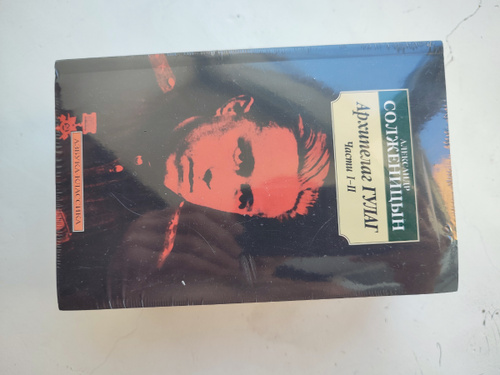 АЛЕКСАНДР
СОЛЖЕНИЦЫН
Архипелаг ГУЛАГ
Части I–II
АЗБУКА-КЛАССИКА